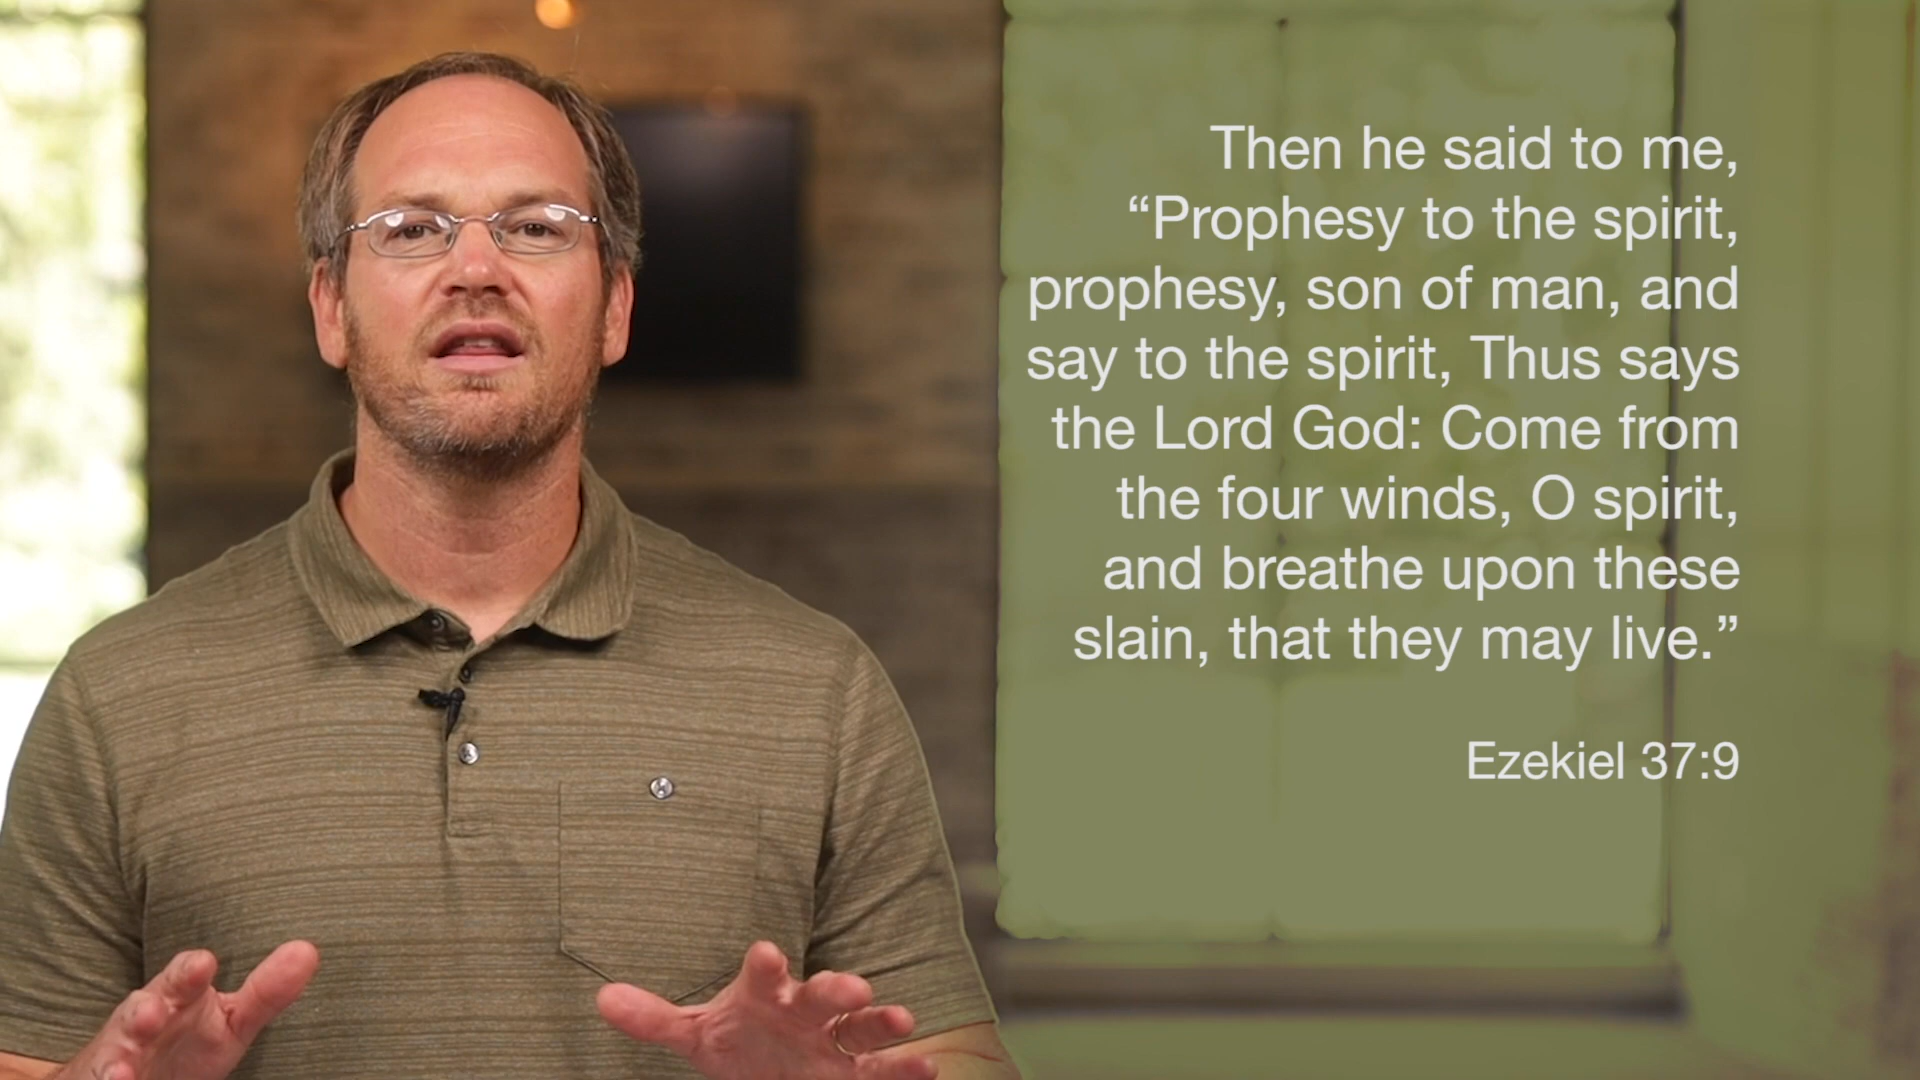 Then he said to me,
“Prophesy to the spirit,
prophesy, son of man, and
say to the spirit, Thus says
the Lord God: Come from
the four winds, O spirit,
and breathe upon these
slain, that they may live.”
Ezekiel 37:9